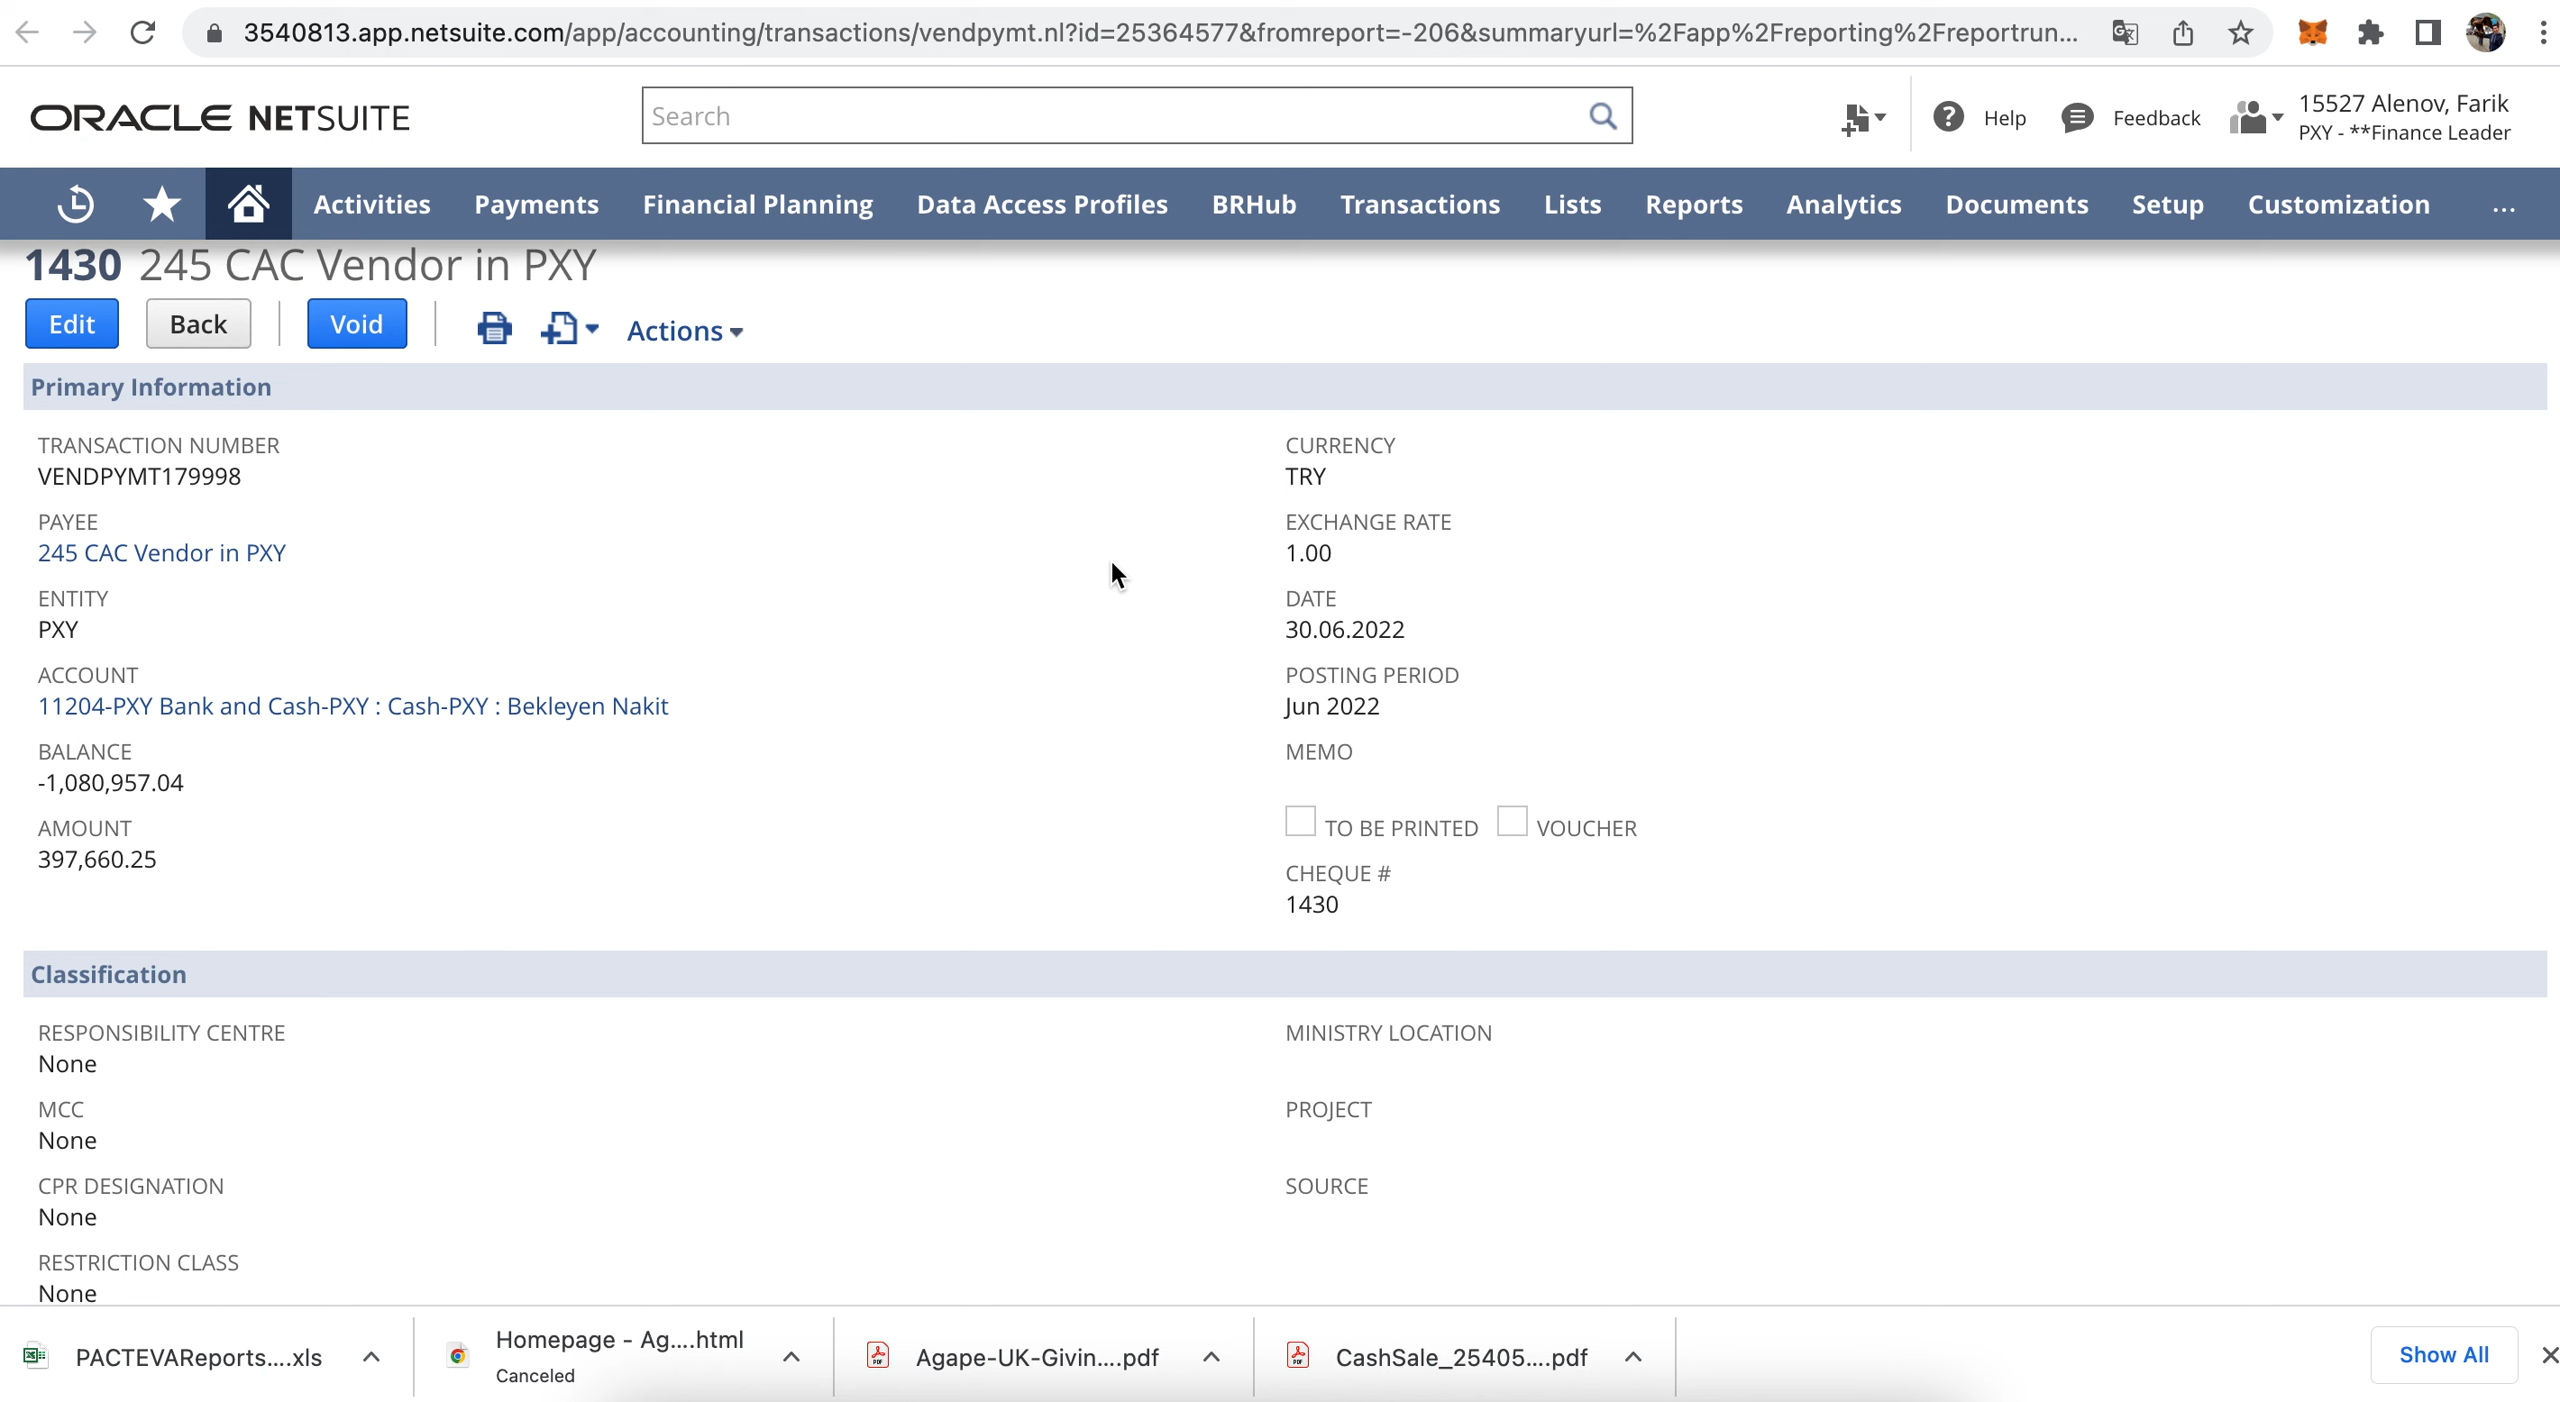 3540813.app.netsuite.com/app/accounting/transactions/vendpymt.nl?id=25364577&fromreport=-206&summaryurl=%2Fapp%2Freporting%2Freportrun...
ORACLE NETSUITE
Search
Help
Feedback
15527 Alenov, Farik
PXY - **Finance Leader
Activities Payments Financial Planning Data Access Profiles BRHub Transactions Lists Reports Analytics Documents Setup Customization ...
1430 245 CAC Vendor in PXY
Edit Back Void Actions
Primary Information
TRANSACTION NUMBER
VENDPYMT179998
PAYEE
245 CAC Vendor in PXY
ENTITY
PXY
ACCOUNT
11204-PXY Bank and Cash-PXY : Cash-PXY : Bekleyen Nakit
BALANCE
-1,080,957.04
AMOUNT
397,660.25
CURRENCY
TRY
EXCHANGE RATE
1.00
DATE
30.06.2022
POSTING PERIOD
Jun 2022
MEMO
TO BE PRINTED VOUCHER
CHEQUE #
1430
Classification
RESPONSIBILITY CENTRE
None
MCC
None
CPR DESIGNATION
None
RESTRICTION CLASS
None
MINISTRY LOCATION
PROJECT
SOURCE
PACTEVAReports....xls
Homepage - Ag....html
Canceled
Agape-UK-Givin....pdf
CashSale_25405....pdf
Show All